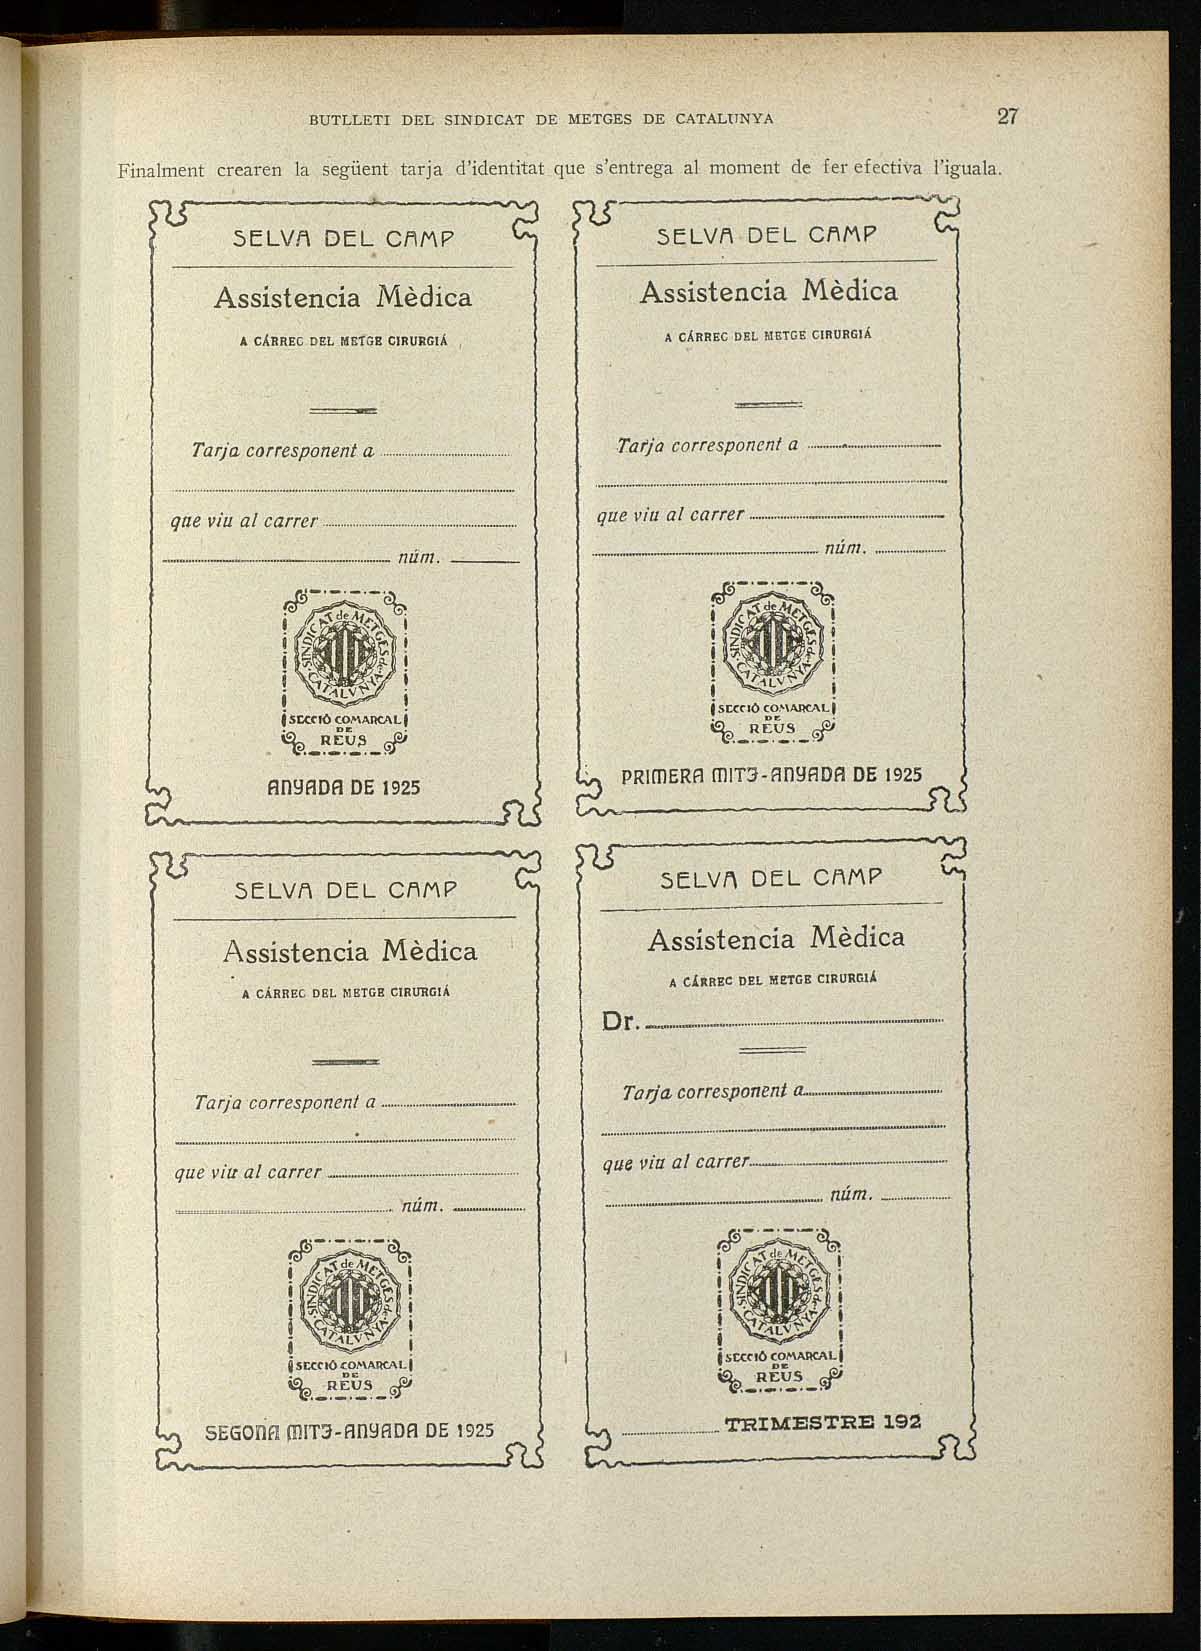 BUTLLETI DEL SINDICAT DE METGES DE CATALUNYA
27
Finalment crearen la següent tarja d'identitat que s'entrega al moment de fer efectiva l'iguala.
SELVA DEL CAMP
Assistencia Mèdica
A CÁRREC DEL METGE CIRURGIÁ
Tarja corresponent a
que viu al carrer
núm.
SINDICAT de METGES de CATALVNYA
SECCIÓ COMARCAL
DE
REUS
ANYADA DE 1925
SELVA DEL CAMP
Assistencia Mèdica
A CÁRREC DEL METGE CIRURGIÁ
Tarja corresponent a
que viu al carrer
núm.
SINDICAT de METGES de CATALVNYA
SECCIÓ COMARCAL
DE
REUS
PRIMERA MITJ-ANYADA DE 1925
SELVA DEL CAMP
Assistencia Mèdica
A CÁRREC DEL METGE CIRURGIÁ
Tarja corresponent a
que viu al carrer
núm.
SINDICAT de METGES de CATALVNYA
SECCIÓ COMARCAL
DE
REUS
SEGONA MITJ-ANYADA DE 1925
SELVA DEL CAMP
Assistencia Mèdica
A CÁRREC DEL METGE CIRURGIÁ
Dr.
Tarja corresponent a
que viu al carrer
núm.
SINDICAT de METGES de CATALVNYA
SECCIÓ COMARCAL
DE
REUS
TRIMESTRE 192